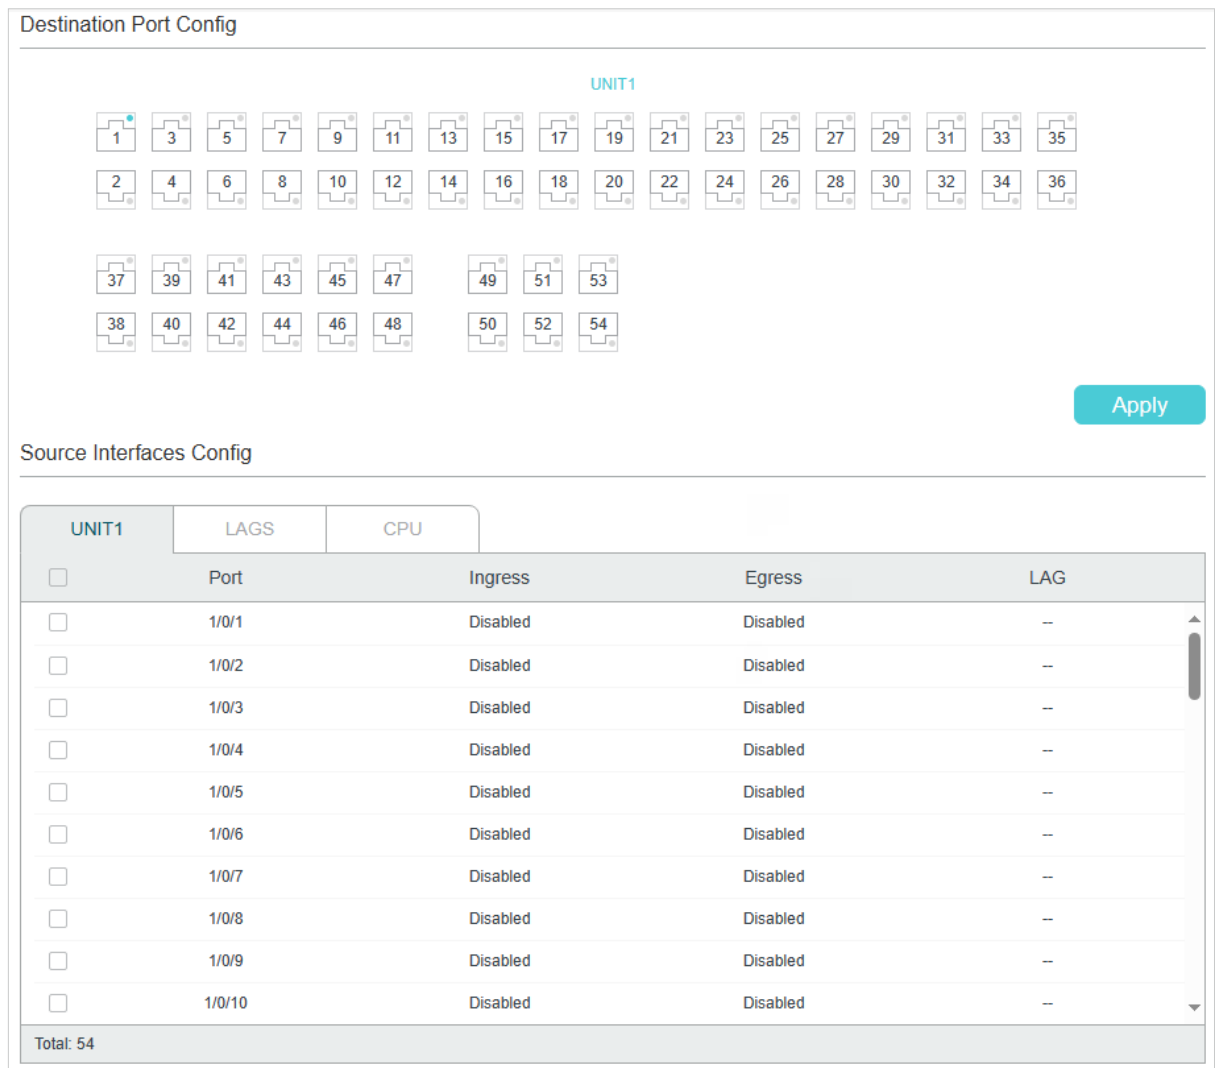 Destination Port Config
UNIT1
1 3 5 7 9 11 13 15 17 19 21 23 25 27 29 31 33 35
2 4 6 8 10 12 14 16 18 20 22 24 26 28 30 32 34 36
37 39 41 43 45 47 49 51 53
38 40 42 44 46 48 50 52 54
Apply
Source Interfaces Config
UNIT1 LAGS CPU
Port Ingress Egress LAG
1/0/1 Disabled Disabled --
1/0/2 Disabled Disabled --
1/0/3 Disabled Disabled --
1/0/4 Disabled Disabled --
1/0/5 Disabled Disabled --
1/0/6 Disabled Disabled --
1/0/7 Disabled Disabled --
1/0/8 Disabled Disabled --
1/0/9 Disabled Disabled --
1/0/10 Disabled Disabled --
Total: 54